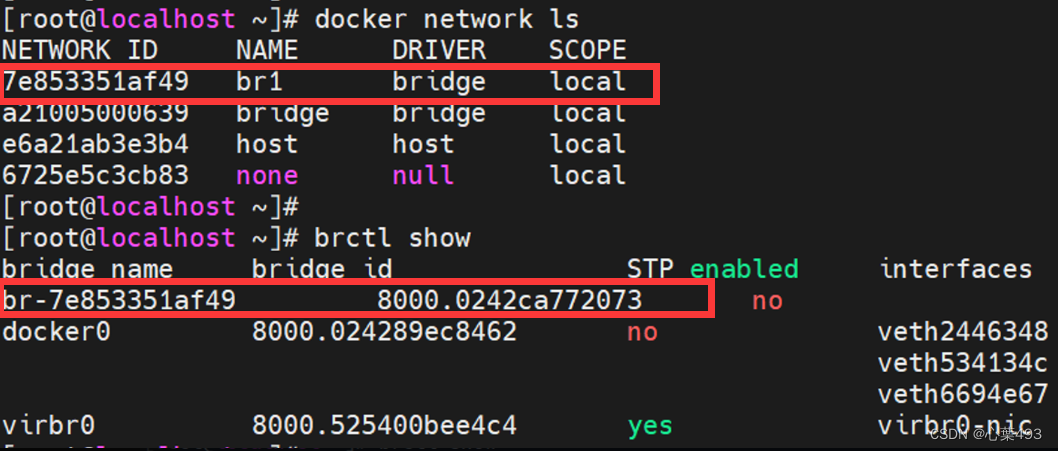 [root@localhost ~]# docker network ls
NETWORK ID     NAME      DRIVER    SCOPE
7e853351af49   br1       bridge    local
a21005000639   bridge    bridge    local
e6a21ab3e3b4   host      host      local
6725e5c3cb83   none      null      local
[root@localhost ~]#
[root@localhost ~]# brctl show
bridge name     bridge id               STP enabled     interfaces
br-7e853351af49         8000.0242ca772073       no
docker0         8000.024289ec8462       no              veth2446348
veth534134c
veth6694e67
virbr0          8000.525400bee4c4       yes             virbr0-nic
CSDN @心葉493